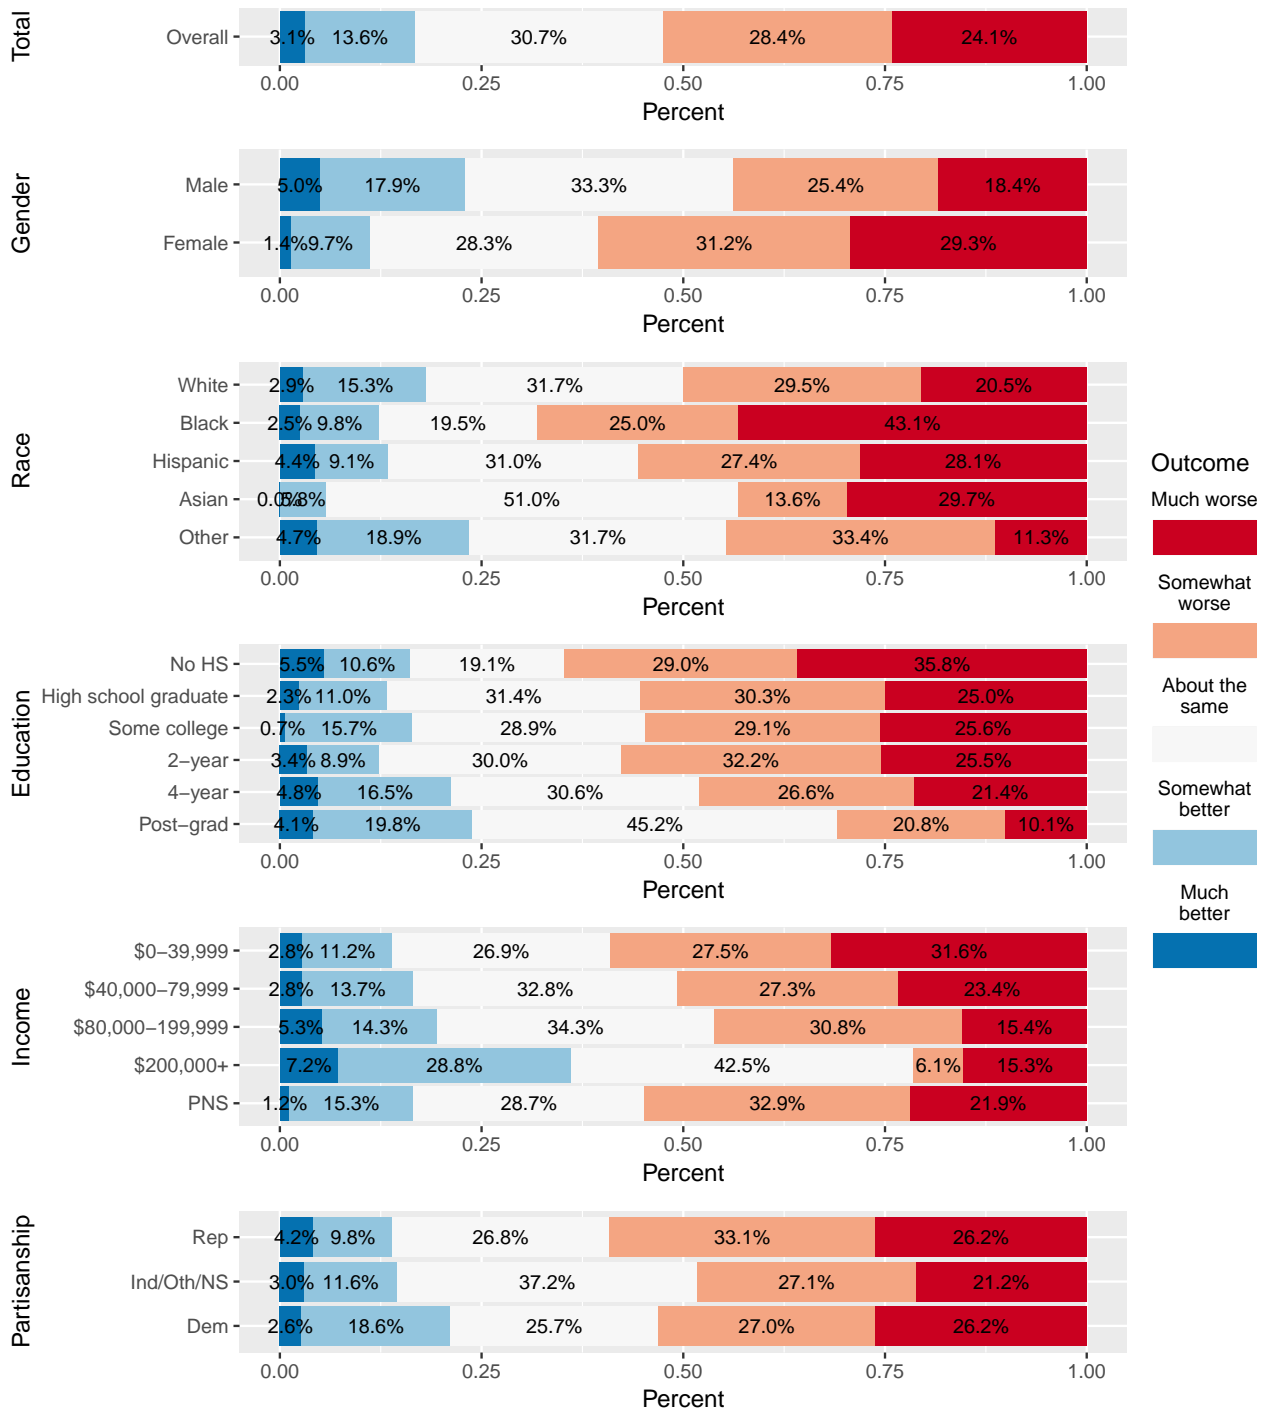 Total
Overall 3.1% 13.6% 30.7% 28.4% 24.1%
0.00 0.25 0.50 0.75 1.00
Percent
Gender
Male 5.0% 17.9% 33.3% 25.4% 18.4%
Female 1.4% 9.7% 28.3% 31.2% 29.3%
0.00 0.25 0.50 0.75 1.00
Percent
Race
White 2.9% 15.3% 31.7% 29.5% 20.5%
Black 2.5% 9.8% 19.5% 25.0% 43.1%
Hispanic 4.4% 9.1% 31.0% 27.4% 28.1%
Asian 0.0% 5.8% 51.0% 13.6% 29.7%
Other 4.7% 18.9% 31.7% 33.4% 11.3%
0.00 0.25 0.50 0.75 1.00
Percent
Education
No HS 5.5% 10.6% 19.1% 29.0% 35.8%
High school graduate 2.3% 11.0% 31.4% 30.3% 25.0%
Some college 0.7% 15.7% 28.9% 29.1% 25.6%
2−year 3.4% 8.9% 30.0% 32.2% 25.5%
4−year 4.8% 16.5% 30.6% 26.6% 21.4%
Post−grad 4.1% 19.8% 45.2% 20.8% 10.1%
0.00 0.25 0.50 0.75 1.00
Percent
Income
$0−39,999 2.8% 11.2% 26.9% 27.5% 31.6%
$40,000−79,999 2.8% 13.7% 32.8% 27.3% 23.4%
$80,000−199,999 5.3% 14.3% 34.3% 30.8% 15.4%
$200,000+ 7.2% 28.8% 42.5% 6.1% 15.3%
PNS 1.2% 15.3% 28.7% 32.9% 21.9%
0.00 0.25 0.50 0.75 1.00
Percent
Partisanship
Rep 4.2% 9.8% 26.8% 33.1% 26.2%
Ind/Oth/NS 3.0% 11.6% 37.2% 27.1% 21.2%
Dem 2.6% 18.6% 25.7% 27.0% 26.2%
0.00 0.25 0.50 0.75 1.00
Percent
Outcome
Much worse
Somewhat
worse
About the
same
Somewhat
better
Much
better